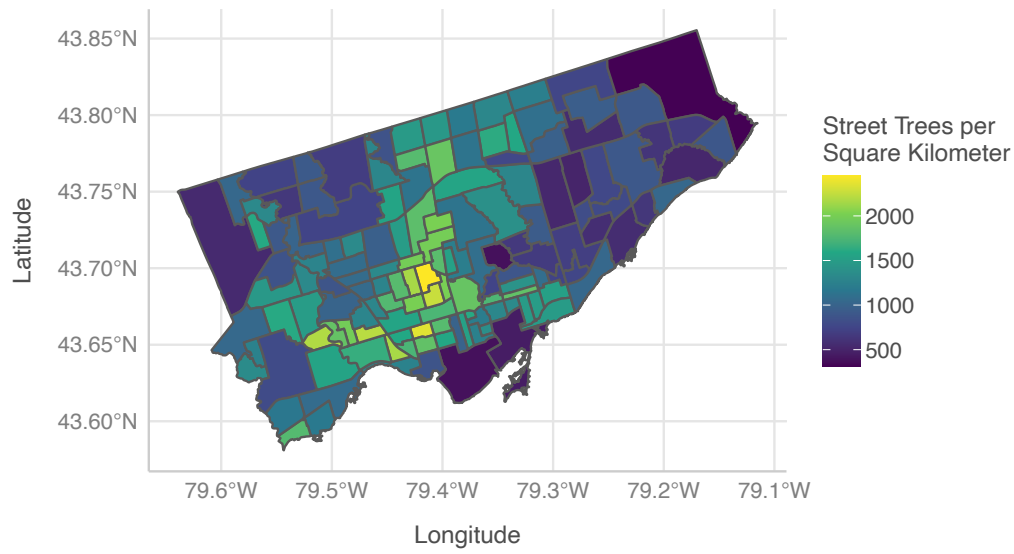 43.85°N
43.80°N
43.75°N
43.70°N
43.65°N
43.60°N
Latitude
79.6°W 79.5°W 79.4°W 79.3°W 79.2°W 79.1°W
Longitude
Street Trees per
Square Kilometer
2000
1500
1000
500